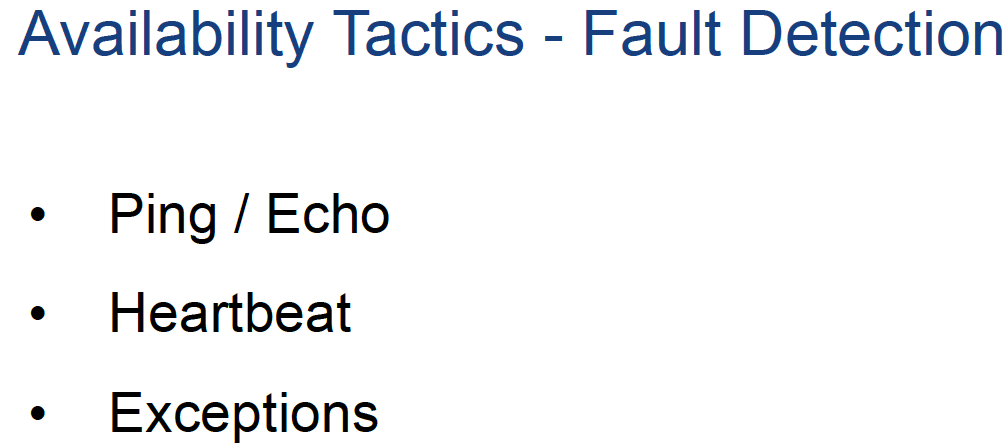 Availability Tactics - Fault Detection
• Ping / Echo
• Heartbeat
• Exceptions